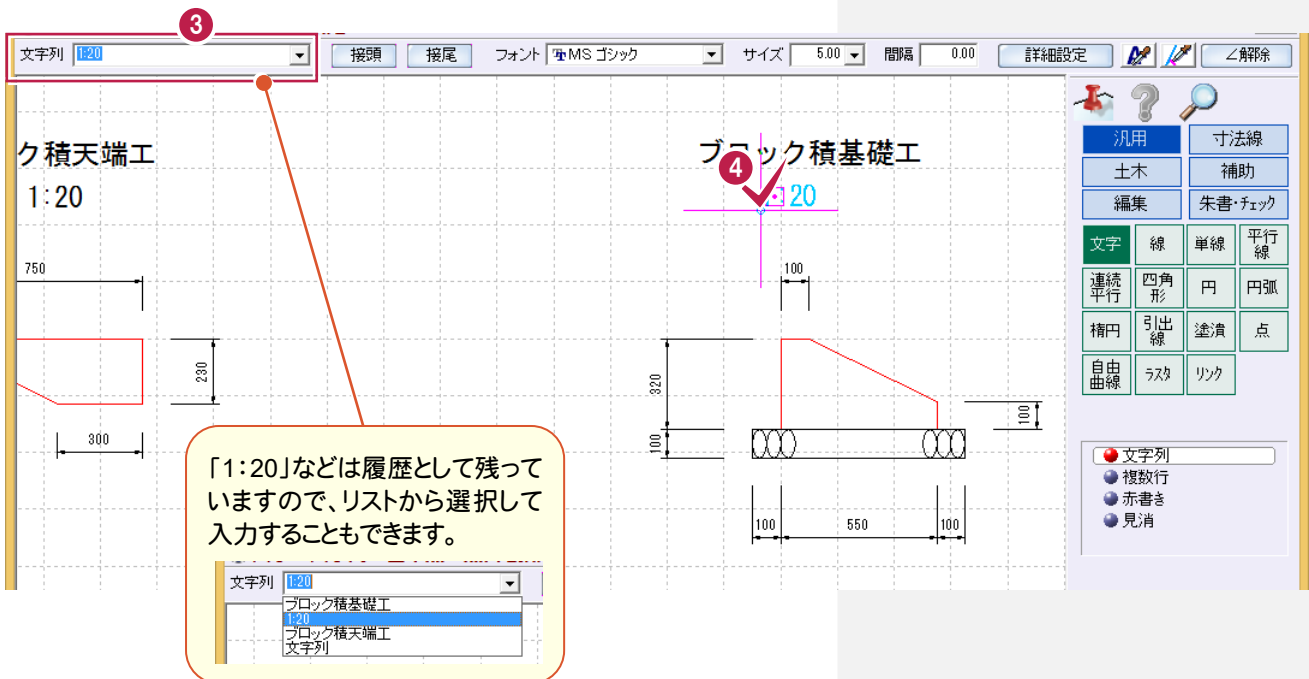 3
文字列 1:20 接頭 接尾 フォント MS ゴシック サイズ 5.00 間隔 0.00 詳細設定 ∠解除
ク積天端工
1:20
ブロック積基礎工
4
20
汎用 寸法線
土木 補助
編集 朱書・チェック
文字 線 単線 平行線
連続平行 四角形 円 円弧
楕円 引出線 塗潰 点
自由曲線 ラスタ リンク
文字列
複数行
赤書き
見消
750
230
300
100
320
100
100
100 550 100
「1:20」などは履歴として残って
いますので、リストから選択して
入力することもできます。
文字列 1:20
ブロック積基礎工
1:20
ブロック積天端工
文字列